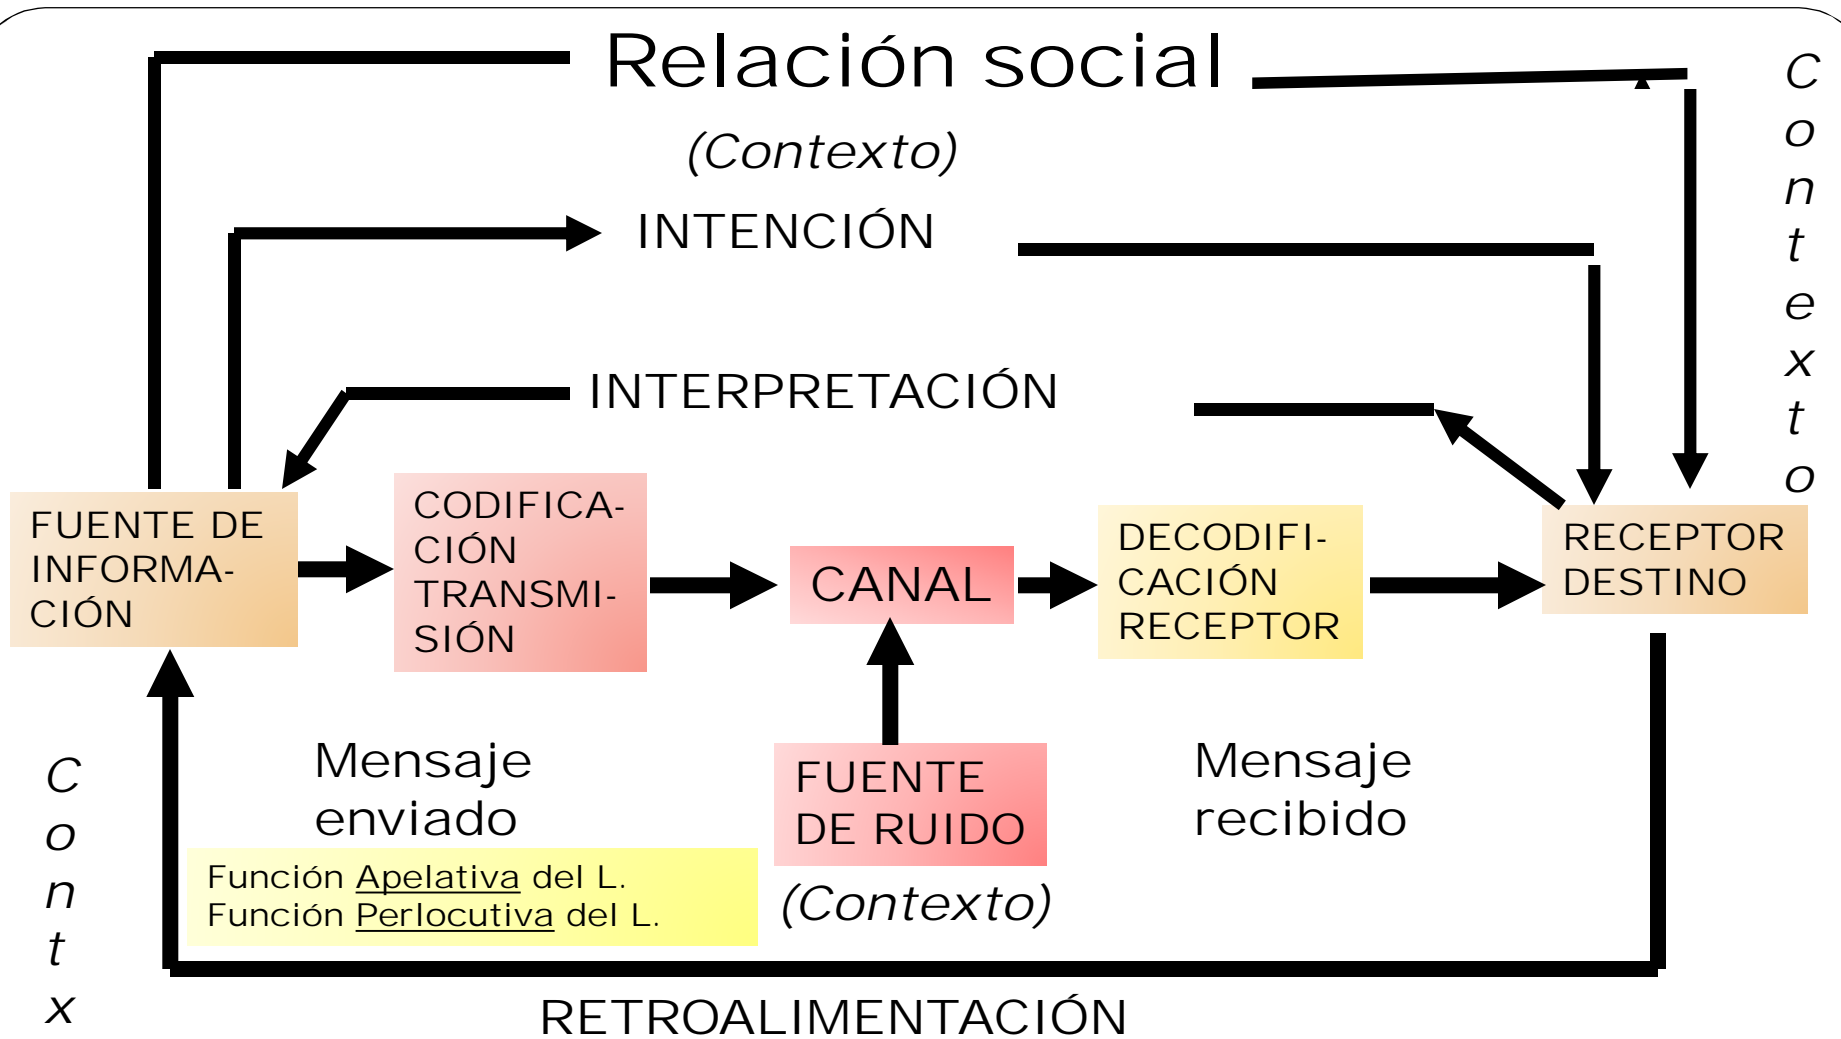 Relación social
(Contexto)
INTENCIÓN
INTERPRETACIÓN
C
o
n
t
e
x
t
o
FUENTE DE
INFORMA-
CIÓN
CODIFICA-
CIÓN
TRANSMI-
SIÓN
CANAL
DECODIFI-
CACIÓN
RECEPTOR
RECEPTOR
DESTINO
Mensaje
enviado
FUENTE
DE RUIDO
(Contexto)
Mensaje
recibido
Función Apelativa del L.
Función Perlocutiva del L.
C
o
n
t
x
RETROALIMENTACIÓN